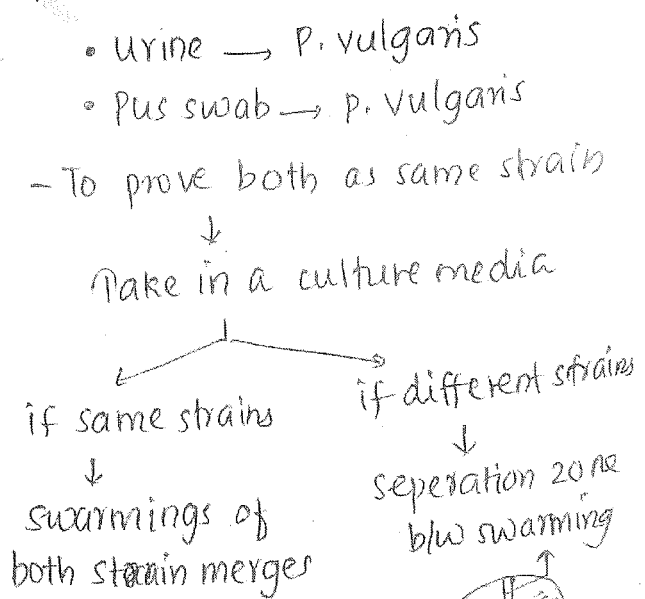 • urine → P. vulgaris
• Pus swab → P. vulgaris
- To prove both as same strain
↓
Take in a culture media
if same strains
↓
swarmings of
both strain merges
if different strains
↓
seperation zone
b/w swarming